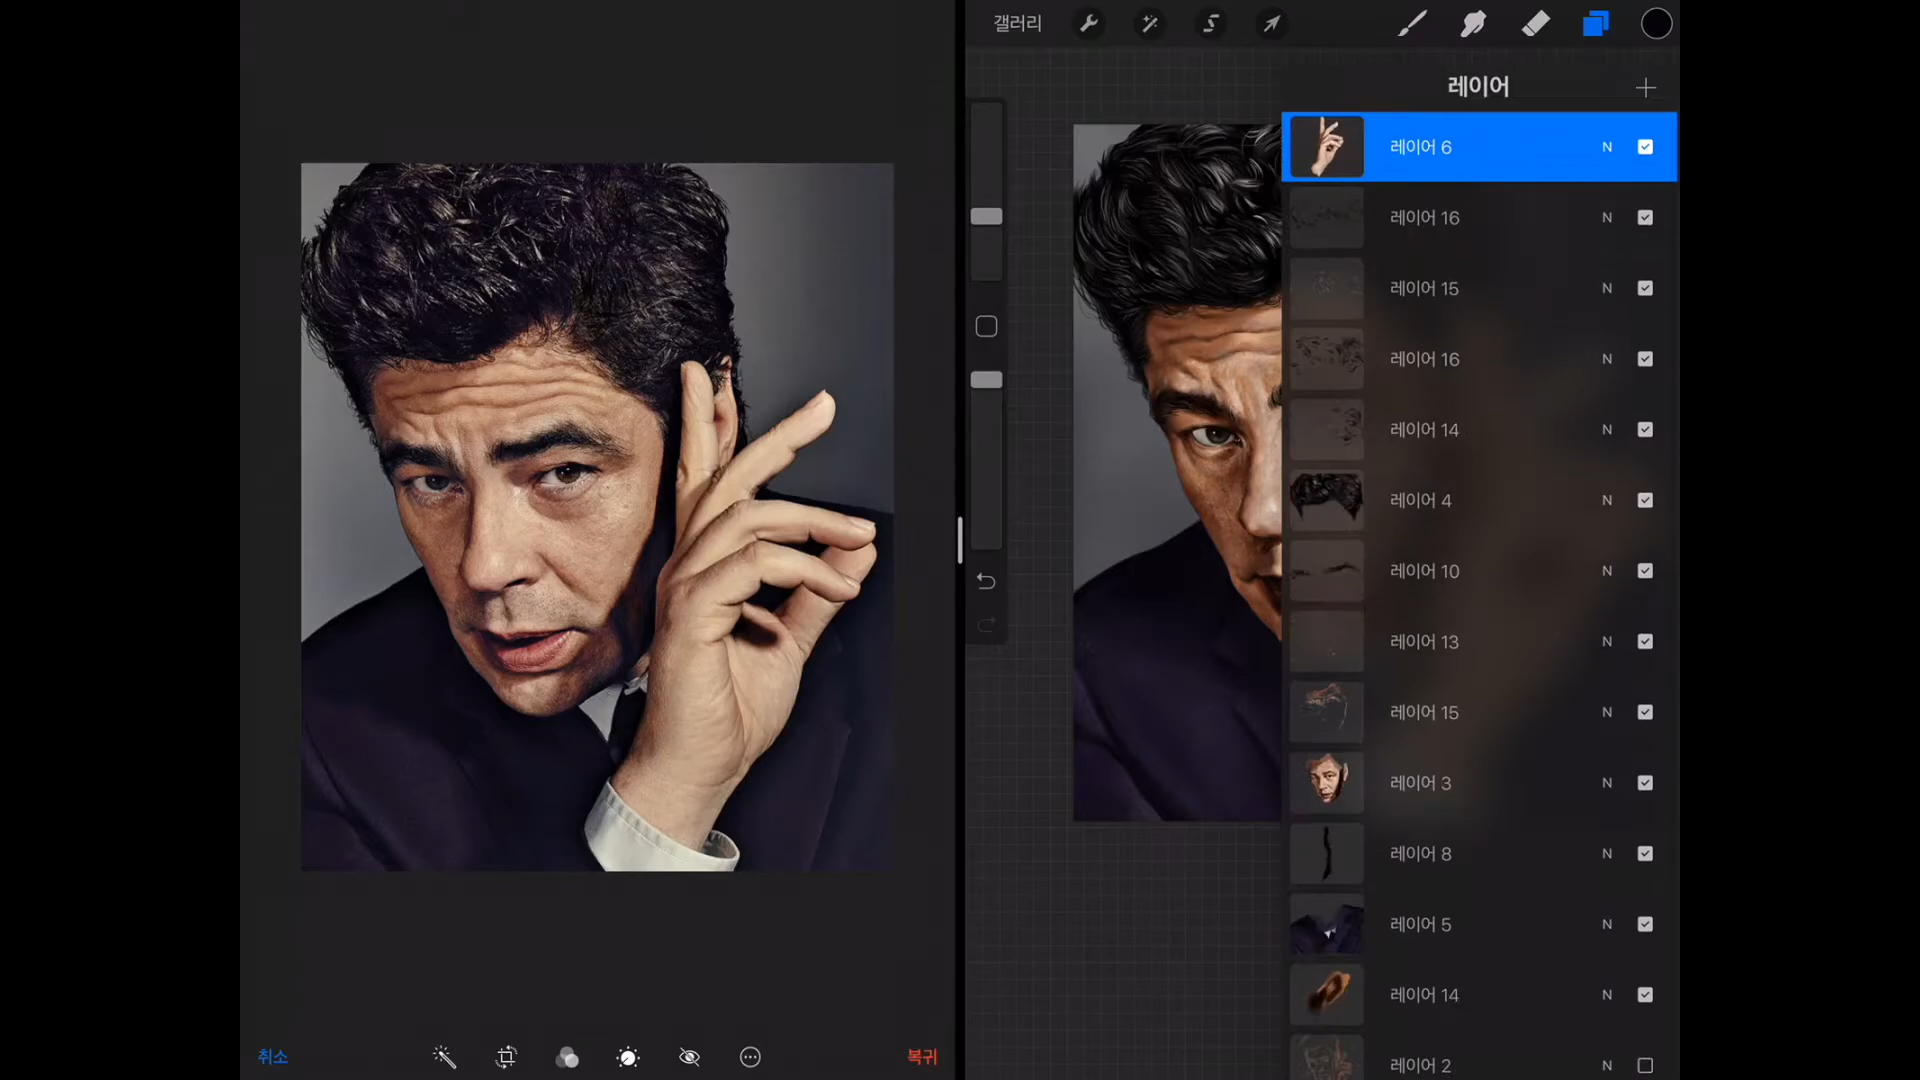 갤러리
레이어
레이어 6 N
레이어 16 N
레이어 15 N
레이어 16 N
레이어 14 N
레이어 4 N
레이어 10 N
레이어 13 N
레이어 15 N
레이어 3 N
레이어 8 N
레이어 5 N
레이어 14 N
레이어 2 N
취소
복귀